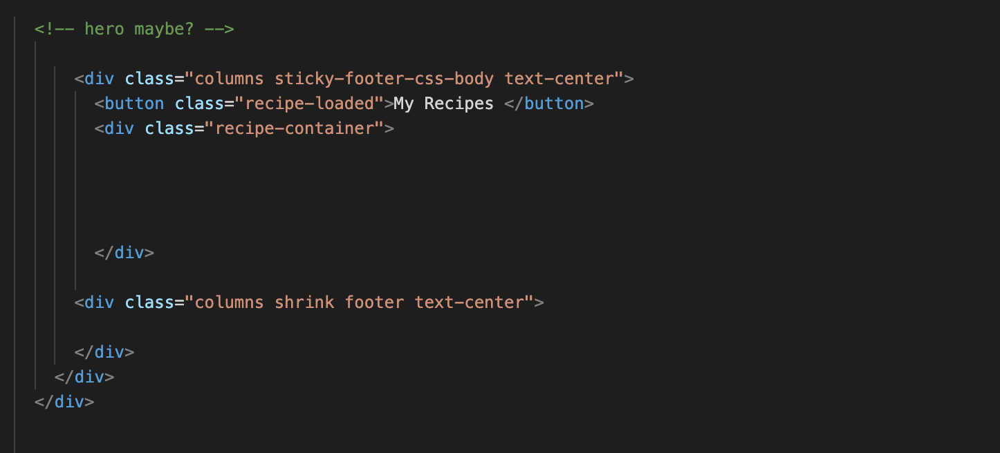 <!-- hero maybe? -->
<div class="columns sticky-footer-css-body text-center">
<button class="recipe-loaded">My Recipes </button>
<div class="recipe-container">
</div>
<div class="columns shrink footer text-center">
</div>
</div>
</div>